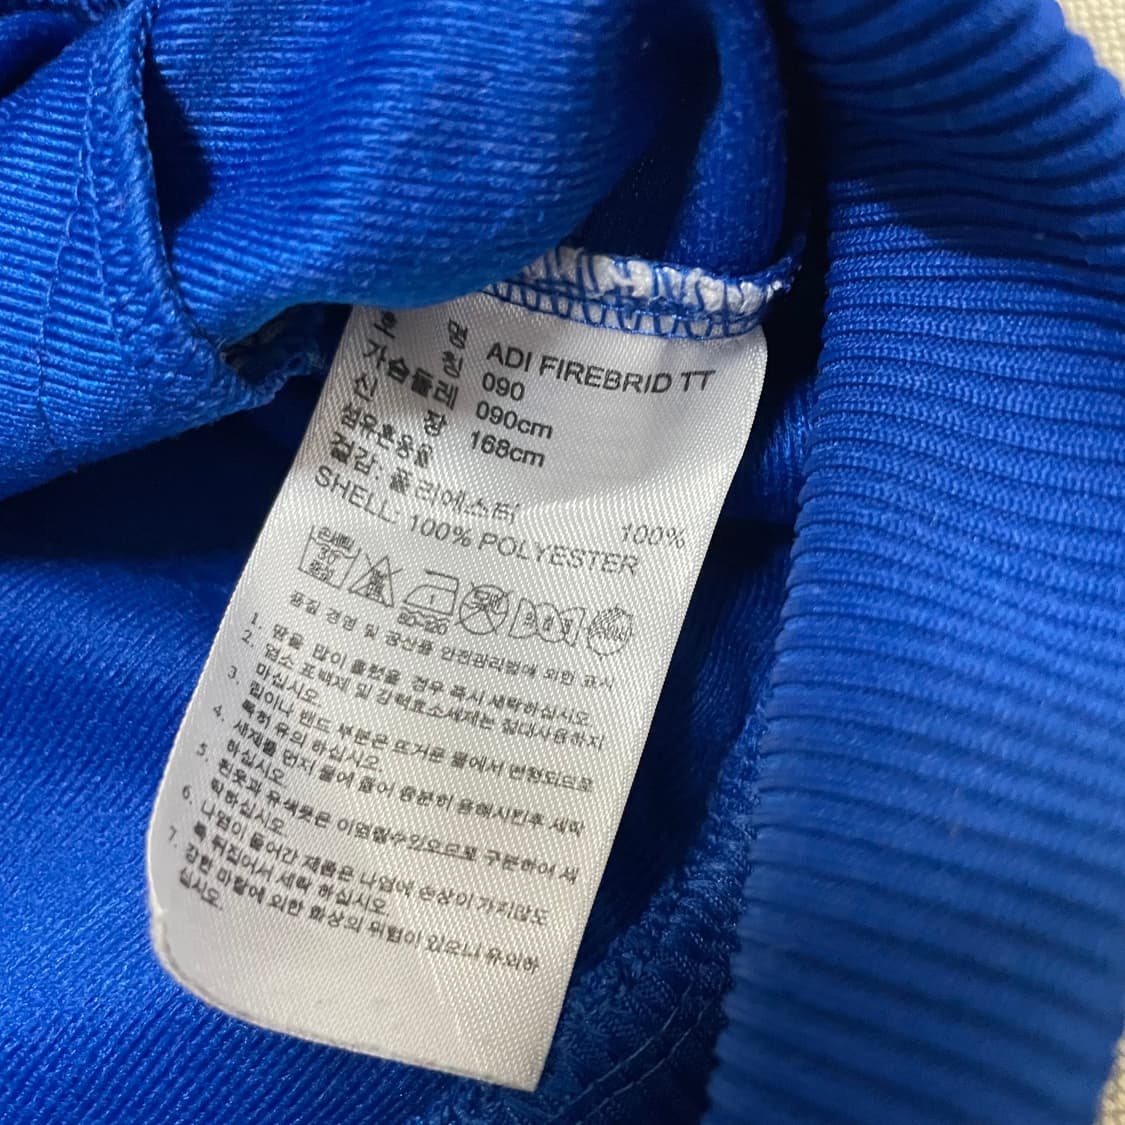 품 명 ADI FIREBRID TT
호 칭 090
가슴둘레 090cm
신 장 168cm
섬유혼용율
겉감: 폴리에스터 100%
SHELL: 100% POLYESTER
80~120
품질 경영 및 공산품 안전관리법에 의한 표시
1. 땀을 많이 흘렸을 경우 즉시 세탁하십시오.
2. 염소 표백제 및 강력효소세제는 절대사용하지
마십시오.
3. 깃이나 밴드 부분은 뜨거운 물에서 변형되므로
특히 유의 하십시오.
4. 세제를 먼저 물에 풀어 충분히 용해시킨후 세탁
하십시오.
5. 흰옷과 유색옷은 이염될수있으므로 구분하여 세
탁하십시오.
6. 나염이 들어간 제품은 나염에 손상이 가지않도
록 뒤집어서 세탁 하십시오.
7. 강한 마찰에 의한 화상의 위험이 있으니 유의하
십시오.